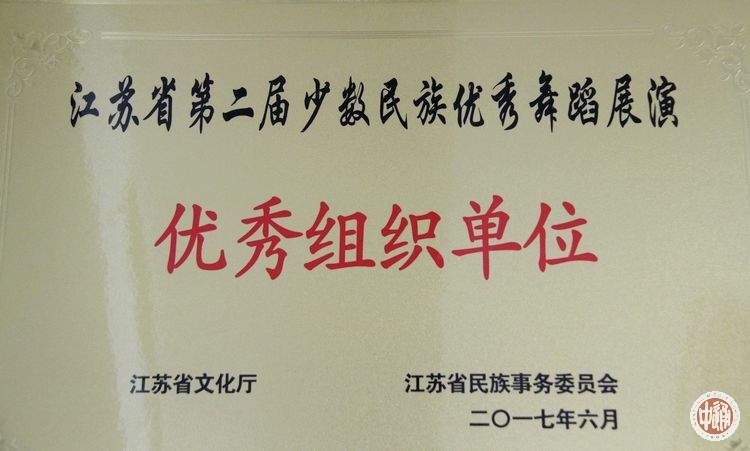 江苏省第二届少数民族优秀舞蹈展演
优秀组织单位
江苏省文化厅 江苏省民族事务委员会
二〇一七年六月